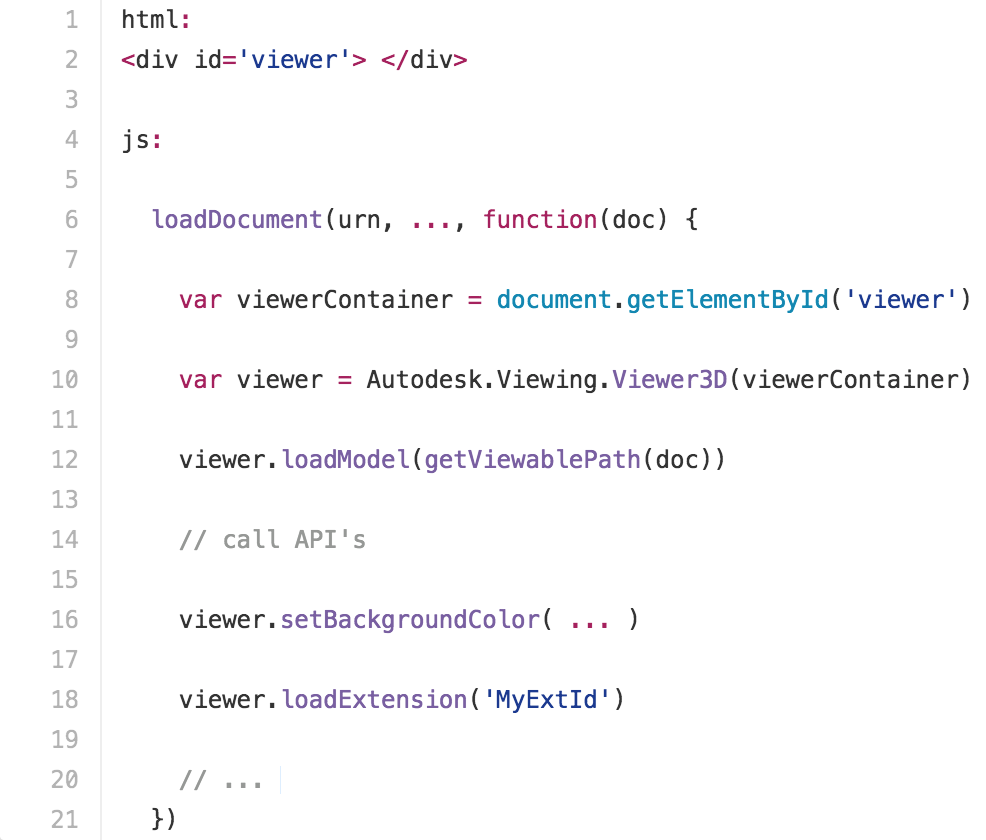 1 html:
2 <div id='viewer'> </div>
3
4 js:
5
6 loadDocument(urn, ..., function(doc) {
7
8 var viewerContainer = document.getElementById('viewer')
9
10 var viewer = Autodesk.Viewing.Viewer3D(viewerContainer)
11
12 viewer.loadModel(getViewablePath(doc))
13
14 // call API's
15
16 viewer.setBackgroundColor( ... )
17
18 viewer.loadExtension('MyExtId')
19
20 // ...
21 })